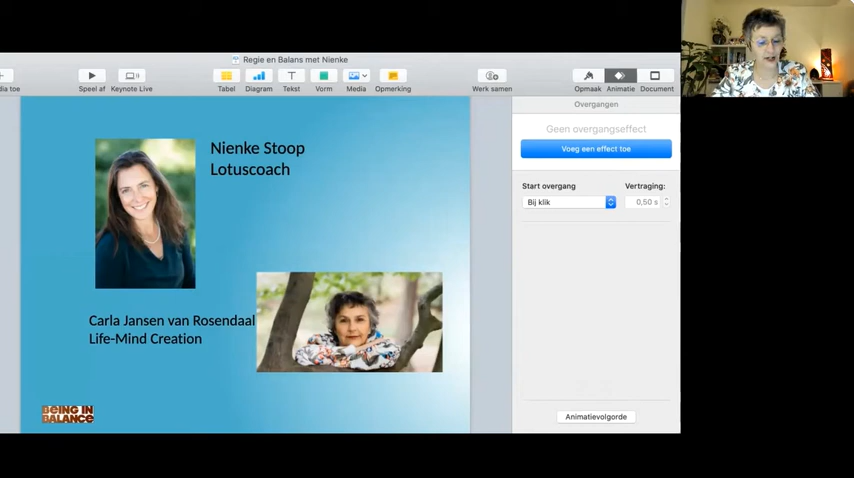 Regie en Balans met Nienke
dia toe
Speel af
Keynote Live
Tabel
Diagram
Tekst
Vorm
Media
Opmerking
Werk samen
Opmaak
Animatie
Document
Overgangen
Geen overgangseffect
Voeg een effect toe
Start overgang
Vertraging:
Bij klik
0,50 s
Nienke Stoop
Lotuscoach
Carla Jansen van Rosendaal
Life-Mind Creation
BEING IN
BALANCE
Animatievolgorde